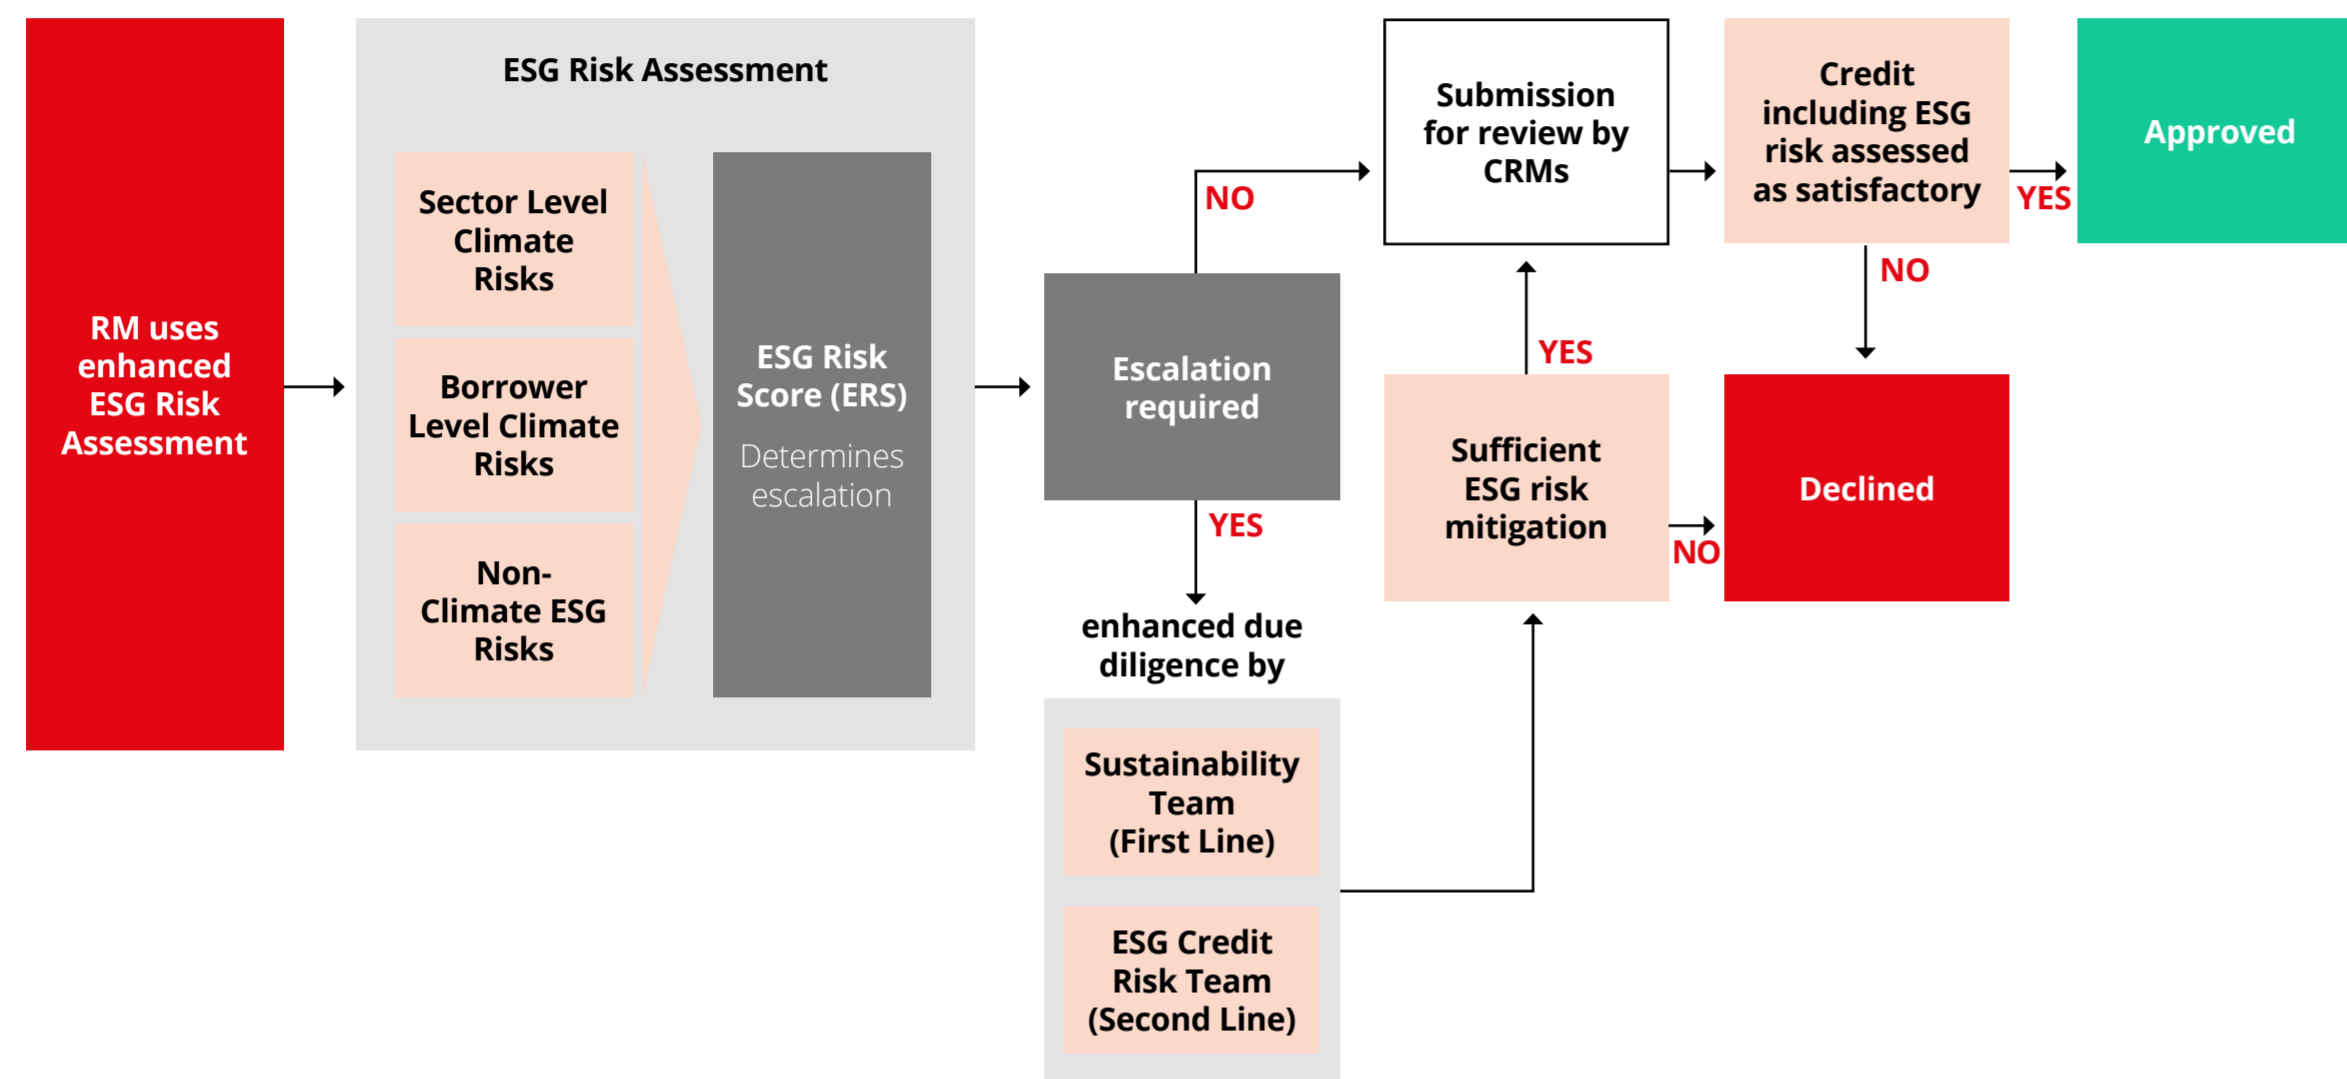 RM uses
enhanced
ESG Risk
Assessment
ESG Risk Assessment
Sector Level
Climate
Risks
Borrower
Level Climate
Risks
Non-
Climate ESG
Risks
ESG Risk
Score (ERS)
Determines
escalation
Escalation
required
NO
YES
enhanced due
diligence by
Sustainability
Team
(First Line)
ESG Credit
Risk Team
(Second Line)
Submission
for review by
CRMs
YES
Sufficient
ESG risk
mitigation
NO
Credit
including ESG
risk assessed
as satisfactory
YES
NO
Approved
Declined